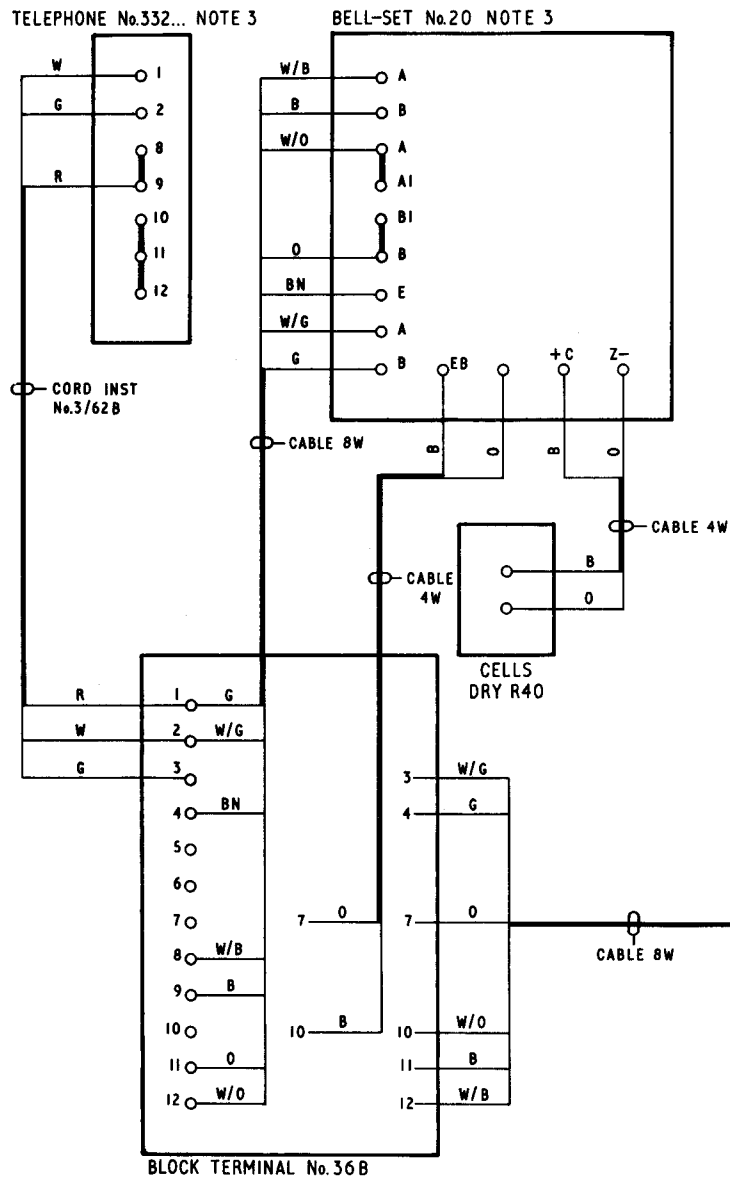 TELEPHONE No.332... NOTE 3
W
1
G
2
8
R
9
10
11
12
CORD INST
No.3/62B
BELL-SET No.20 NOTE 3
W/B
A
B
B
W/O
A
A1
B1
O
B
BN
E
W/G
A
G
B
EB
+C
Z-
B
O
B
O
CABLE 8W
CABLE
4W
CABLE 4W
B
O
CELLS
DRY R40
R
1
G
W
2
W/G
G
3
4
BN
5
6
7
8
W/B
9
B
10
11
O
12
W/O
7
O
10
B
3
W/G
4
G
7
O
10
W/O
11
B
12
W/B
CABLE 8W
BLOCK TERMINAL No.36B